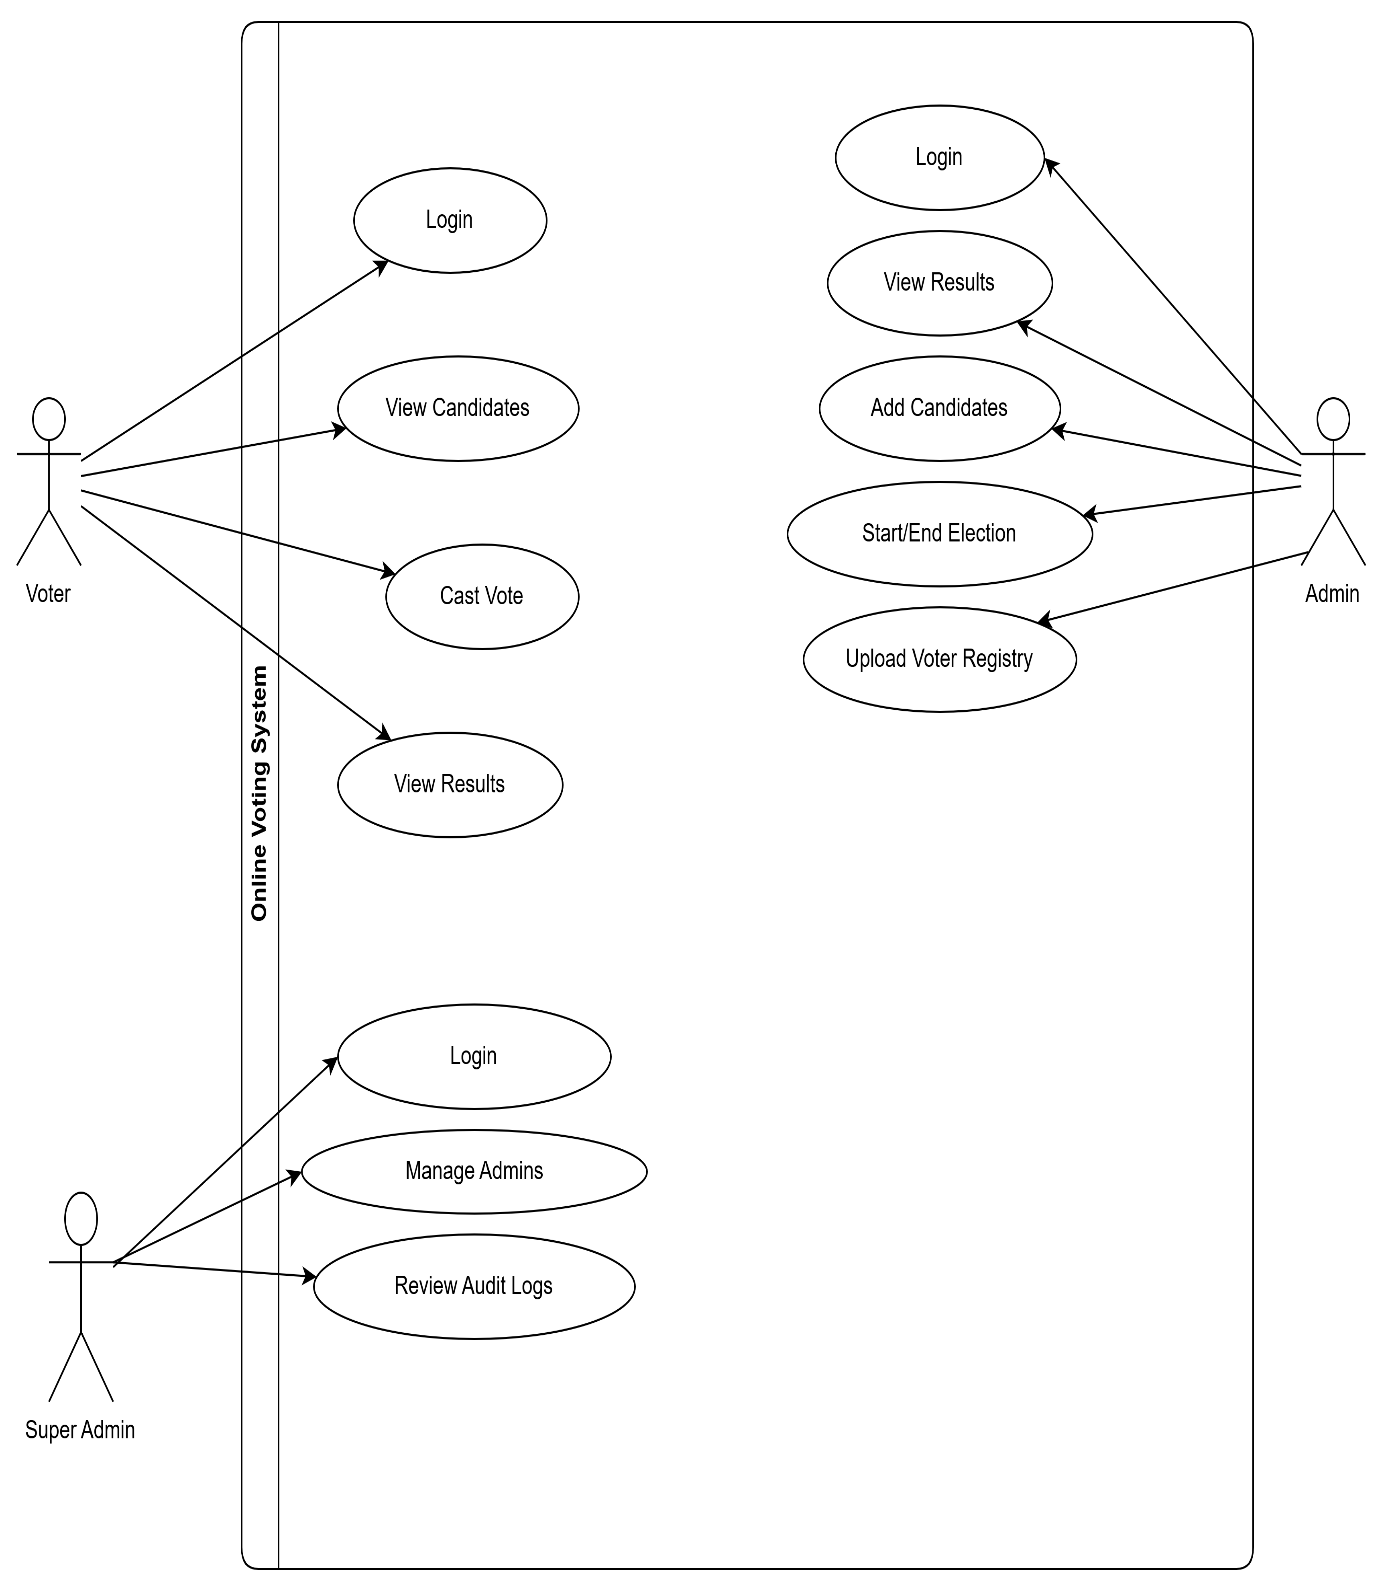 Login
View Results
Add Candidates
Start/End Election
Upload Voter Registry
Admin
Login
View Candidates
Cast Vote
View Results
Voter
Online Voting System
Login
Manage Admins
Review Audit Logs
Super Admin